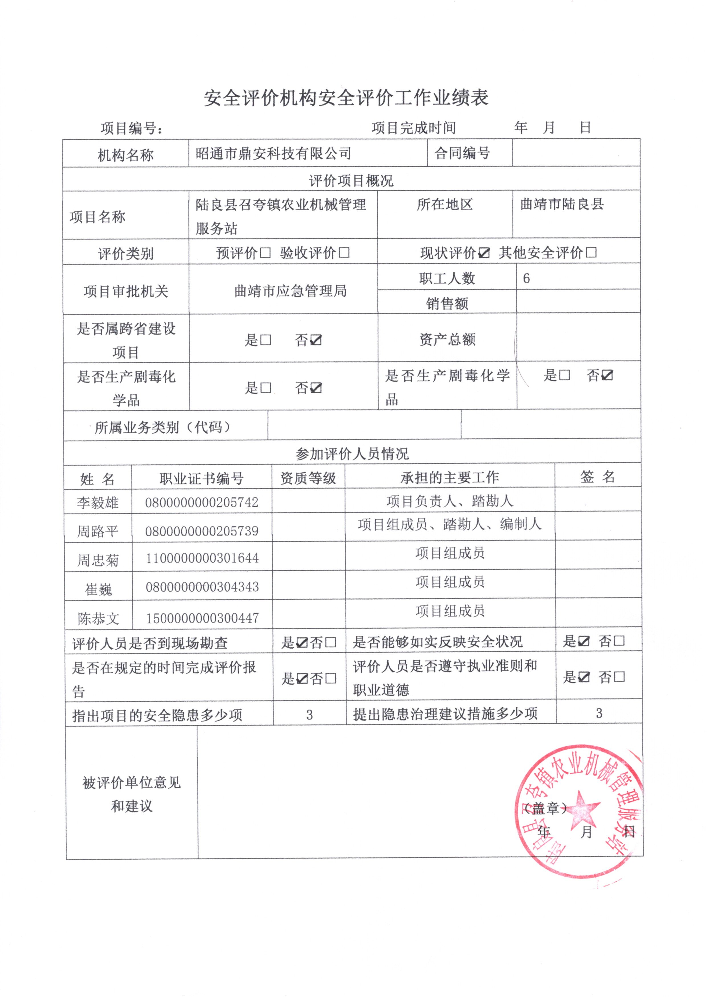 安全评价机构安全评价工作业绩表
项目编号： 项目完成时间 年 月 日
机构名称 昭通市鼎安科技有限公司 合同编号
评价项目概况
项目名称 陆良县召夸镇农业机械管理 所在地区 曲靖市陆良县
服务站
评价类别 预评价☐ 验收评价☐ 现状评价☑ 其他安全评价☐
项目审批机关 曲靖市应急管理局 职工人数 6
销售额
是否属跨省建设
项目 是☐ 否☑ 资产总额
是否生产剧毒化
学品 是☐ 否☑ 是否生产剧毒化学
品 是☐ 否☑
所属业务类别（代码）
参加评价人员情况
姓 名 职业证书编号 资质等级 承担的主要工作 签 名
李毅雄 0800000000205742 项目负责人、踏勘人
周路平 0800000000205739 项目组成员、踏勘人、编制人
周忠菊 1100000000301644 项目组成员
崔巍 0800000000304343 项目组成员
陈恭文 1500000000300447 项目组成员
评价人员是否到现场勘查 是☑否☐ 是否能够如实反映安全状况 是☑ 否☐
是否在规定的时间完成评价报
告 是☑否☐ 评价人员是否遵守执业准则和
职业道德 是☑ 否☐
指出项目的安全隐患多少项 3 提出隐患治理建议措施多少项 3
被评价单位意见
和建议
（盖章）
年 月 日
陆良县召夸镇农业机械管理服务站